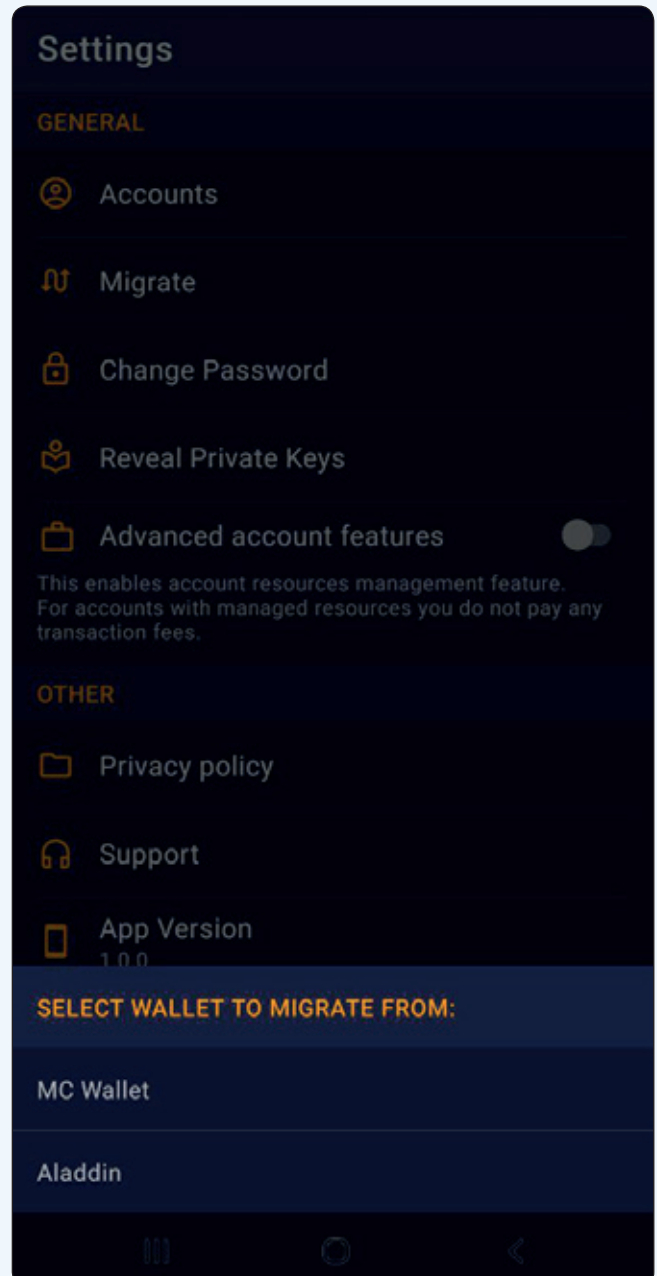 Settings
GENERAL
Accounts
Migrate
Change Password
Reveal Private Keys
Advanced account features
This enables account resources management feature.
For accounts with managed resources you do not pay any
transaction fees.
OTHER
Privacy policy
Support
App Version
1.0.0
SELECT WALLET TO MIGRATE FROM:
MC Wallet
Aladdin